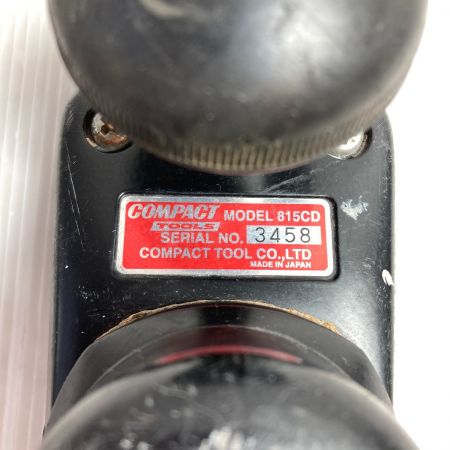 COMPACT MODEL 815CD
TOOLS
SERIAL NO. 3458
COMPACT TOOL CO.,LTD
MADE IN JAPAN